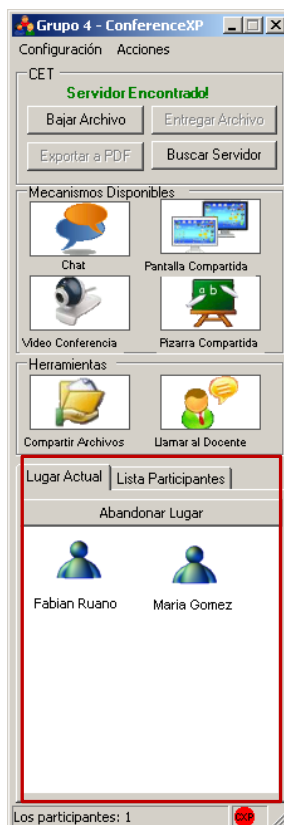 Grupo 4 - ConferenceXP
Configuración Acciones
CET
Servidor Encontrado!
Bajar Archivo Entregar Archivo
Exportar a PDF Buscar Servidor
Mecanismos Disponibles
a b
Chat Pantalla Compartida
Video Conferencia Pizarra Compartida
Herramientas
Compartir Archivos Llamar al Docente
Lugar Actual Lista Participantes
Abandonar Lugar
Fabian Ruano Maria Gomez
Los participantes: 1 CXP